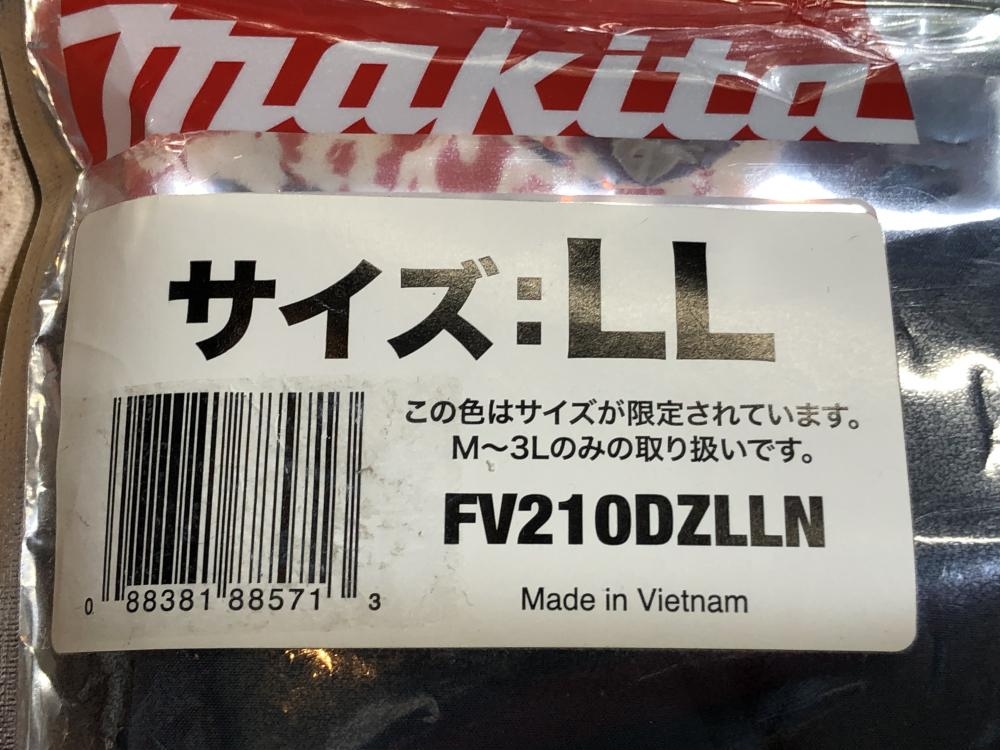 makita
サイズ:LL
この色はサイズが限定されています。
M〜3Lのみの取り扱いです。
FV210DZLLN
0 88381 88571 3
Made in Vietnam